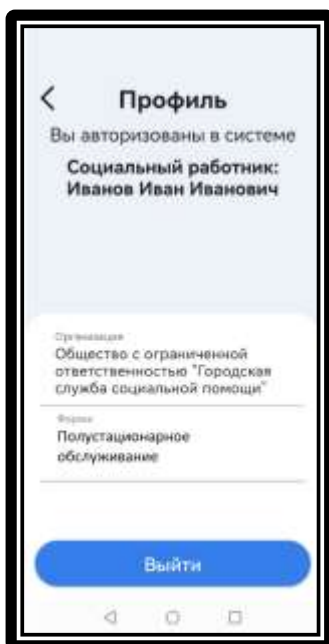 Профиль
Вы авторизованы в системе
Социальный работник:
Иванов Иван Иванович
Организация
Общество с ограниченной
ответственностью "Городская
служба социальной помощи"
Форма
Полустационарное
обслуживание
Выйти